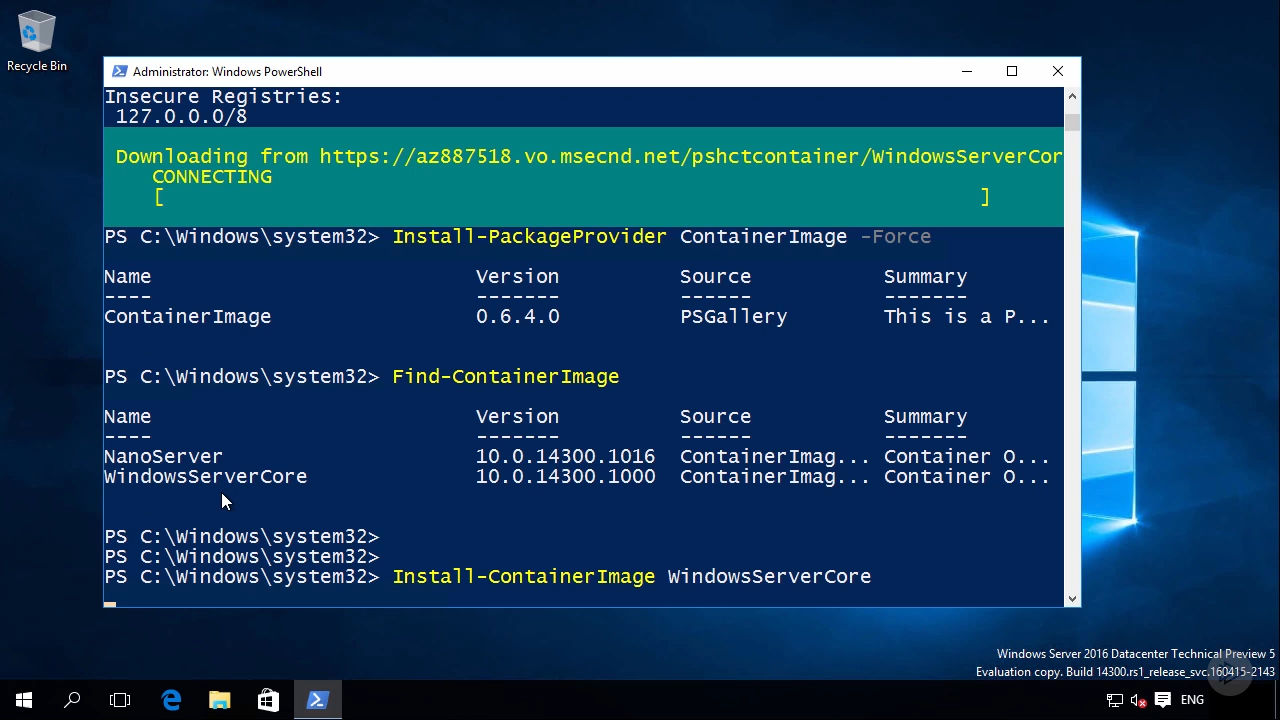 Recycle Bin
Administrator: Windows PowerShell
Insecure Registries:
127.0.0.0/8
Downloading from https://az887518.vo.msecnd.net/pshctcontainer/WindowsServerCor
CONNECTING
[ ]
PS C:\Windows\system32> Install-PackageProvider ContainerImage -Force
Name Version Source Summary
---- ------- ------ -------
ContainerImage 0.6.4.0 PSGallery This is a P...
PS C:\Windows\system32> Find-ContainerImage
Name Version Source Summary
---- ------- ------ -------
NanoServer 10.0.14300.1016 ContainerImag... Container O...
WindowsServerCore 10.0.14300.1000 ContainerImag... Container O...
PS C:\Windows\system32>
PS C:\Windows\system32>
PS C:\Windows\system32> Install-ContainerImage WindowsServerCore
Windows Server 2016 Datacenter Technical Preview 5
Evaluation copy. Build 14300.rs1_release_svc.160415-2143
ENG